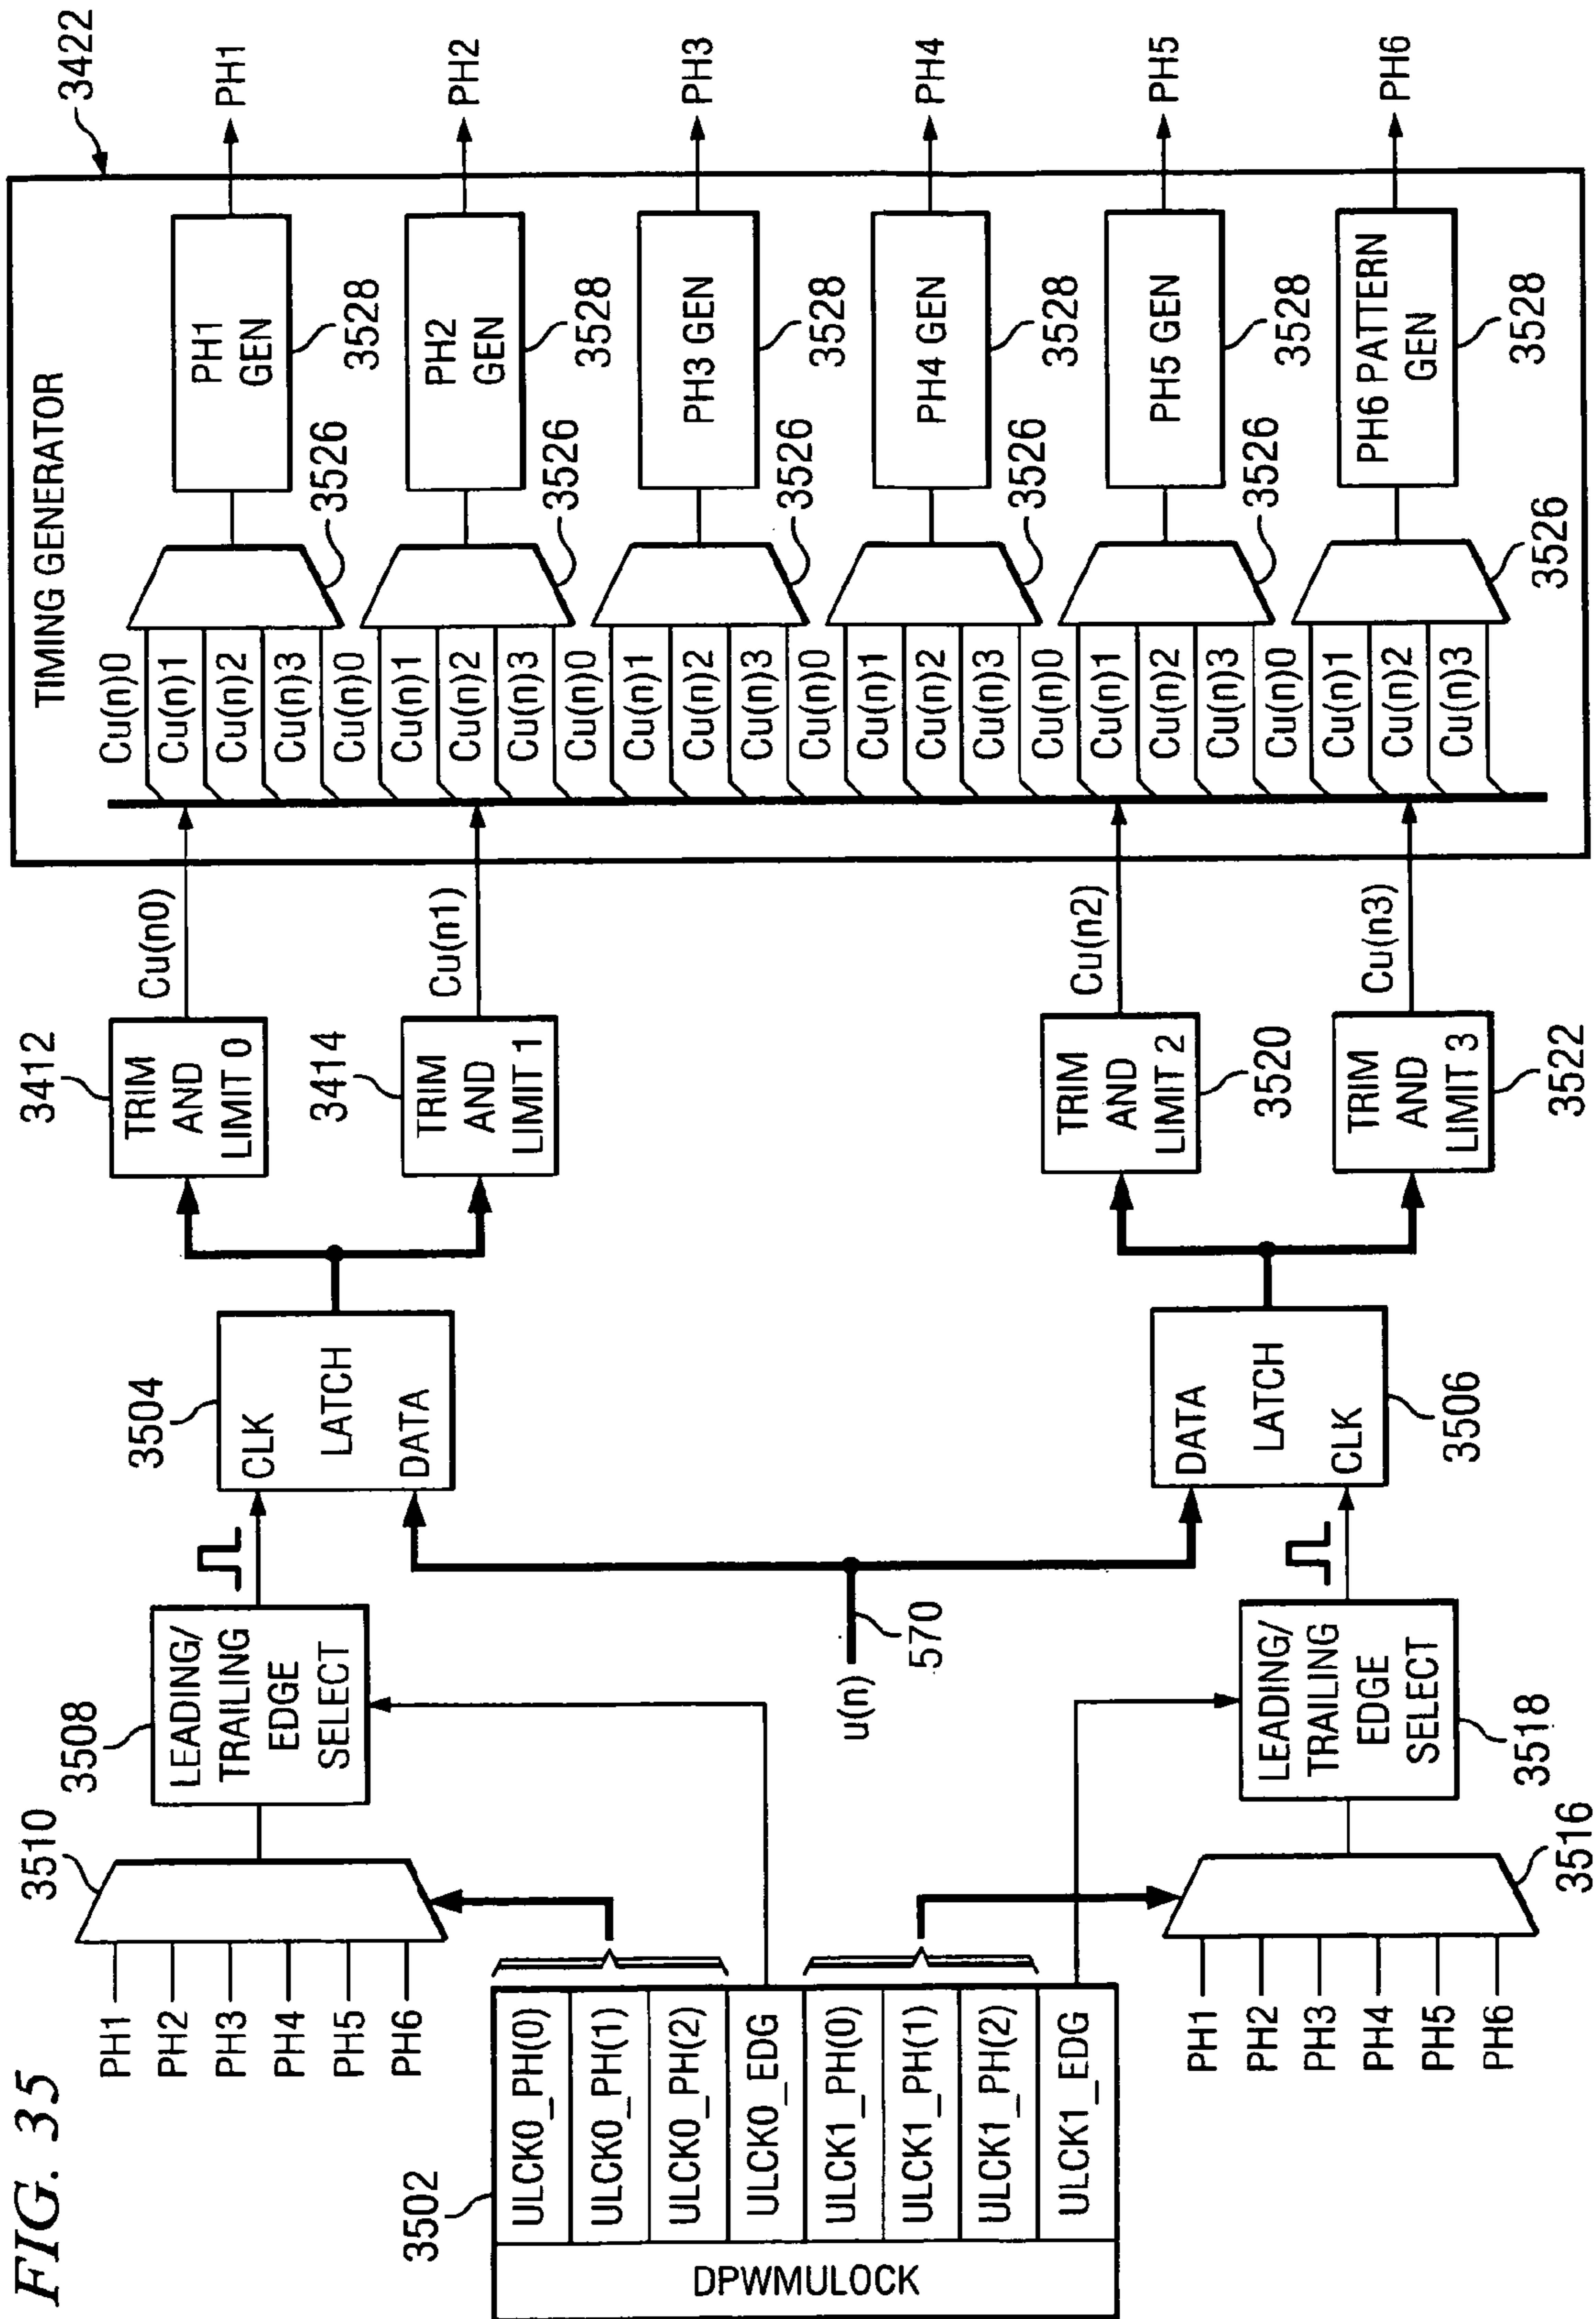 FIG. 35
3502
DPWMULOCK
ULCK0_PH(0)
ULCK0_PH(1)
ULCK0_PH(2)
ULCK0_EDG
ULCK1_PH(0)
ULCK1_PH(1)
ULCK1_PH(2)
ULCK1_EDG
PH1
PH2
PH3
PH4
PH5
PH6
3510
PH1
PH2
PH3
PH4
PH5
PH6
3516
3508
LEADING/
TRAILING
EDGE
SELECT
LEADING/
TRAILING
EDGE
SELECT
3518
u(n)
570
3504
CLK
LATCH
DATA
DATA
LATCH
CLK
3506
3412
TRIM
AND
LIMIT 0
3414
TRIM
AND
LIMIT 1
TRIM
AND
LIMIT 2
3520
TRIM
AND
LIMIT 3
3522
Cu(n0)
Cu(n1)
Cu(n2)
Cu(n3)
TIMING GENERATOR
3422
Cu(n)0
Cu(n)1
Cu(n)2
Cu(n)3
Cu(n)0
Cu(n)1
Cu(n)2
Cu(n)3
Cu(n)0
Cu(n)1
Cu(n)2
Cu(n)3
Cu(n)0
Cu(n)1
Cu(n)2
Cu(n)3
Cu(n)0
Cu(n)1
Cu(n)2
Cu(n)3
Cu(n)0
Cu(n)1
Cu(n)2
Cu(n)3
3526
3526
3526
3526
3526
3526
PH1
GEN
3528
PH2
GEN
3528
PH3 GEN
3528
PH4 GEN
3528
PH5 GEN
3528
PH6 PATTERN
GEN
3528
PH1
PH2
PH3
PH4
PH5
PH6